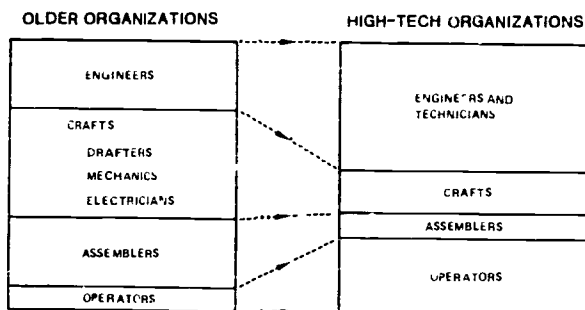 OLDER ORGANIZATIONS
ENGINEERS
CRAFTS
DRAFTERS
MECHANICS
ELECTRICIANS
ASSEMBLERS
OPERATORS
HIGH-TECH ORGANIZATIONS
ENGINEERS AND
TECHNICIANS
CRAFTS
ASSEMBLERS
OPERATORS